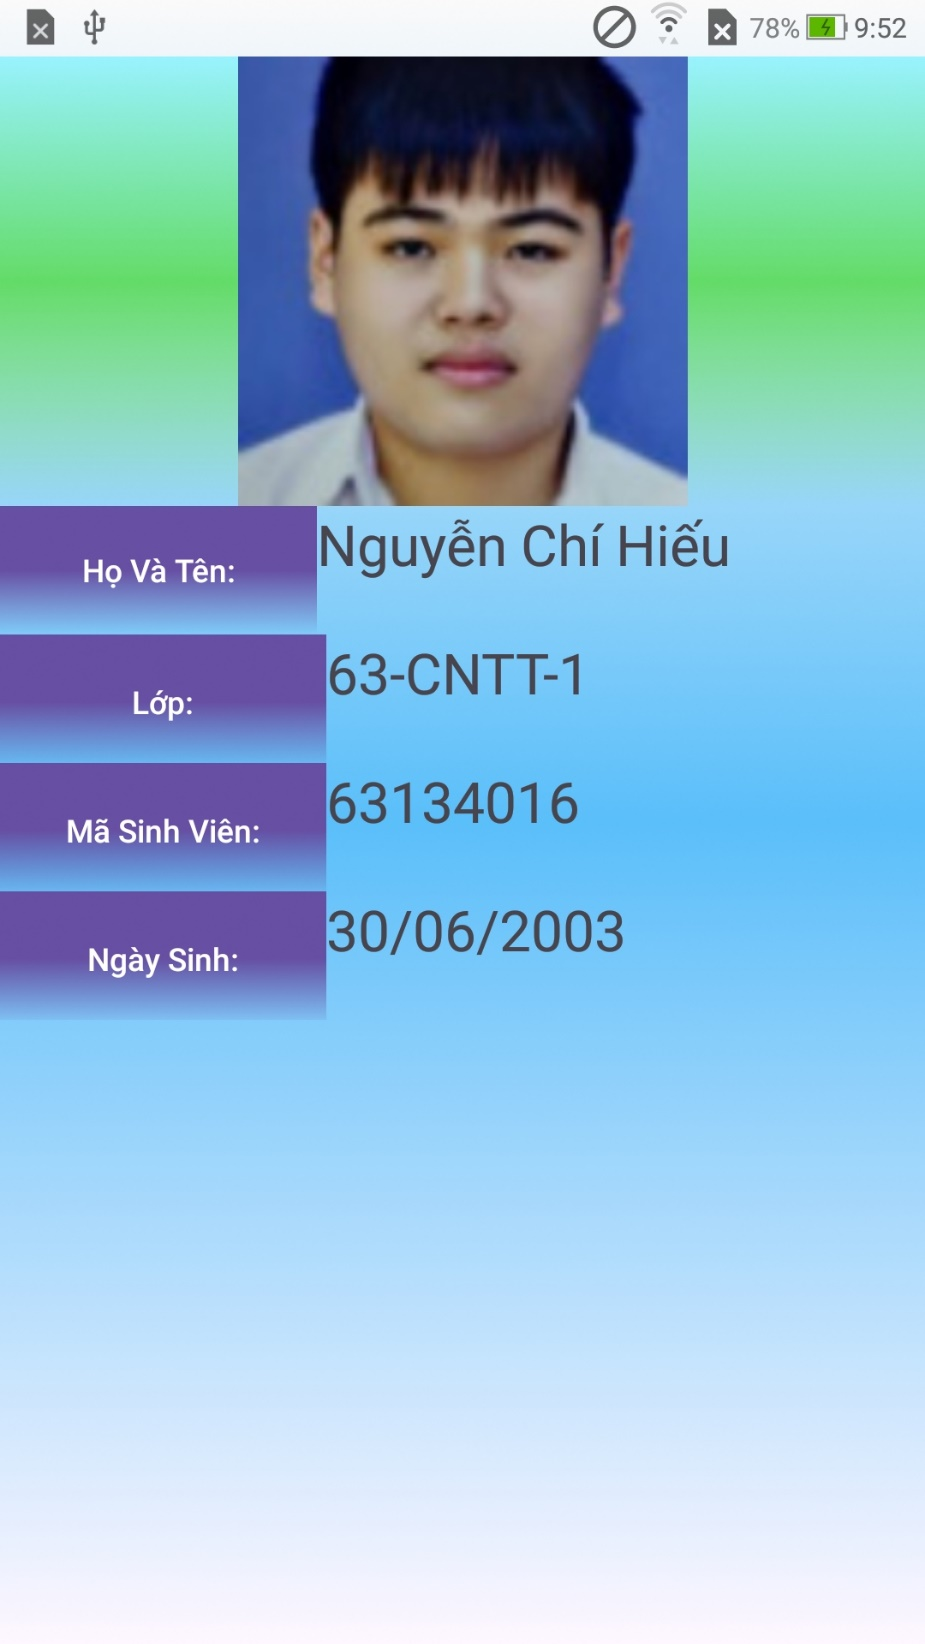 78% 9:52
Họ Và Tên: Nguyễn Chí Hiếu
Lớp: 63-CNTT-1
Mã Sinh Viên: 63134016
Ngày Sinh: 30/06/2003